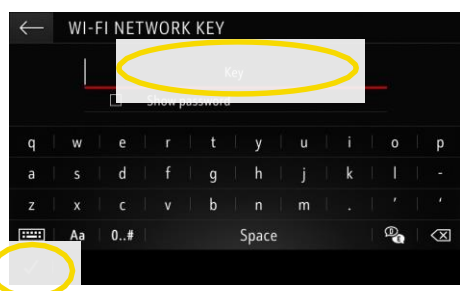 WI-FI NETWORK KEY
Key
Show password
q w e r t y u i o p
a s d f g h j k l -
z x c v b n m . , '
Aa 0..# Space